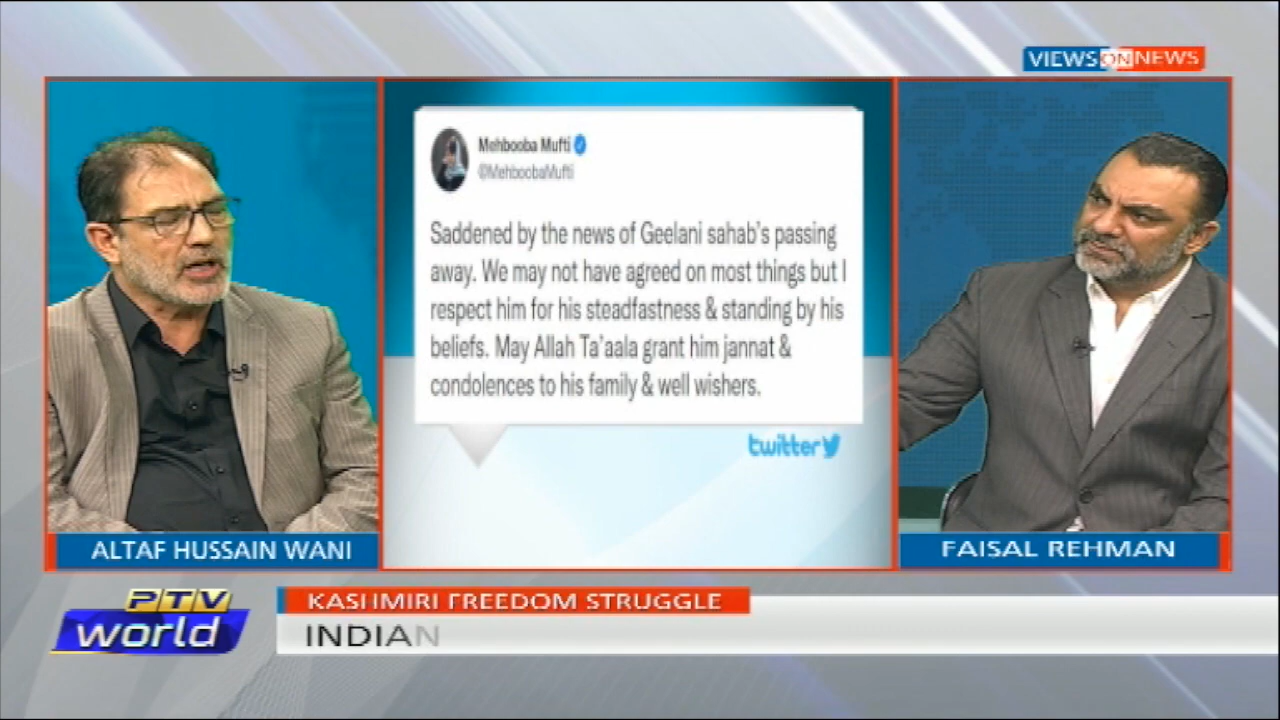 VIEWS ON NEWS
Mehbooba Mufti
@MehboobaMufti
Saddened by the news of Geelani sahab's passing
away. We may not have agreed on most things but I
respect him for his steadfastness & standing by his
beliefs. May Allah Ta'aala grant him jannat &
condolences to his family & well wishers.
twitter
ALTAF HUSSAIN WANI
FAISAL REHMAN
PTV
world
KASHMIRI FREEDOM STRUGGLE
INDIAN